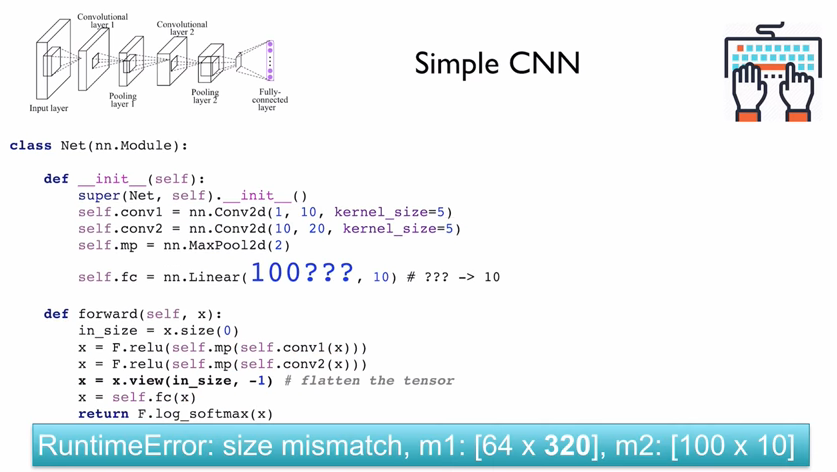 Convolutional
layer 1
Convolutional
layer 2
Input layer
Pooling
layer 1
Pooling
layer 2
Fully-
connected
layer
Simple CNN
class Net(nn.Module):
    def __init__(self):
        super(Net, self).__init__()
        self.conv1 = nn.Conv2d(1, 10, kernel_size=5)
        self.conv2 = nn.Conv2d(10, 20, kernel_size=5)
        self.mp = nn.MaxPool2d(2)
        self.fc = nn.Linear(100???, 10) # ??? -> 10
    def forward(self, x):
        in_size = x.size(0)
        x = F.relu(self.mp(self.conv1(x)))
        x = F.relu(self.mp(self.conv2(x)))
        x = x.view(in_size, -1) # flatten the tensor
        x = self.fc(x)
        return F.log_softmax(x)
RuntimeError: size mismatch, m1: [64 x 320], m2: [100 x 10]